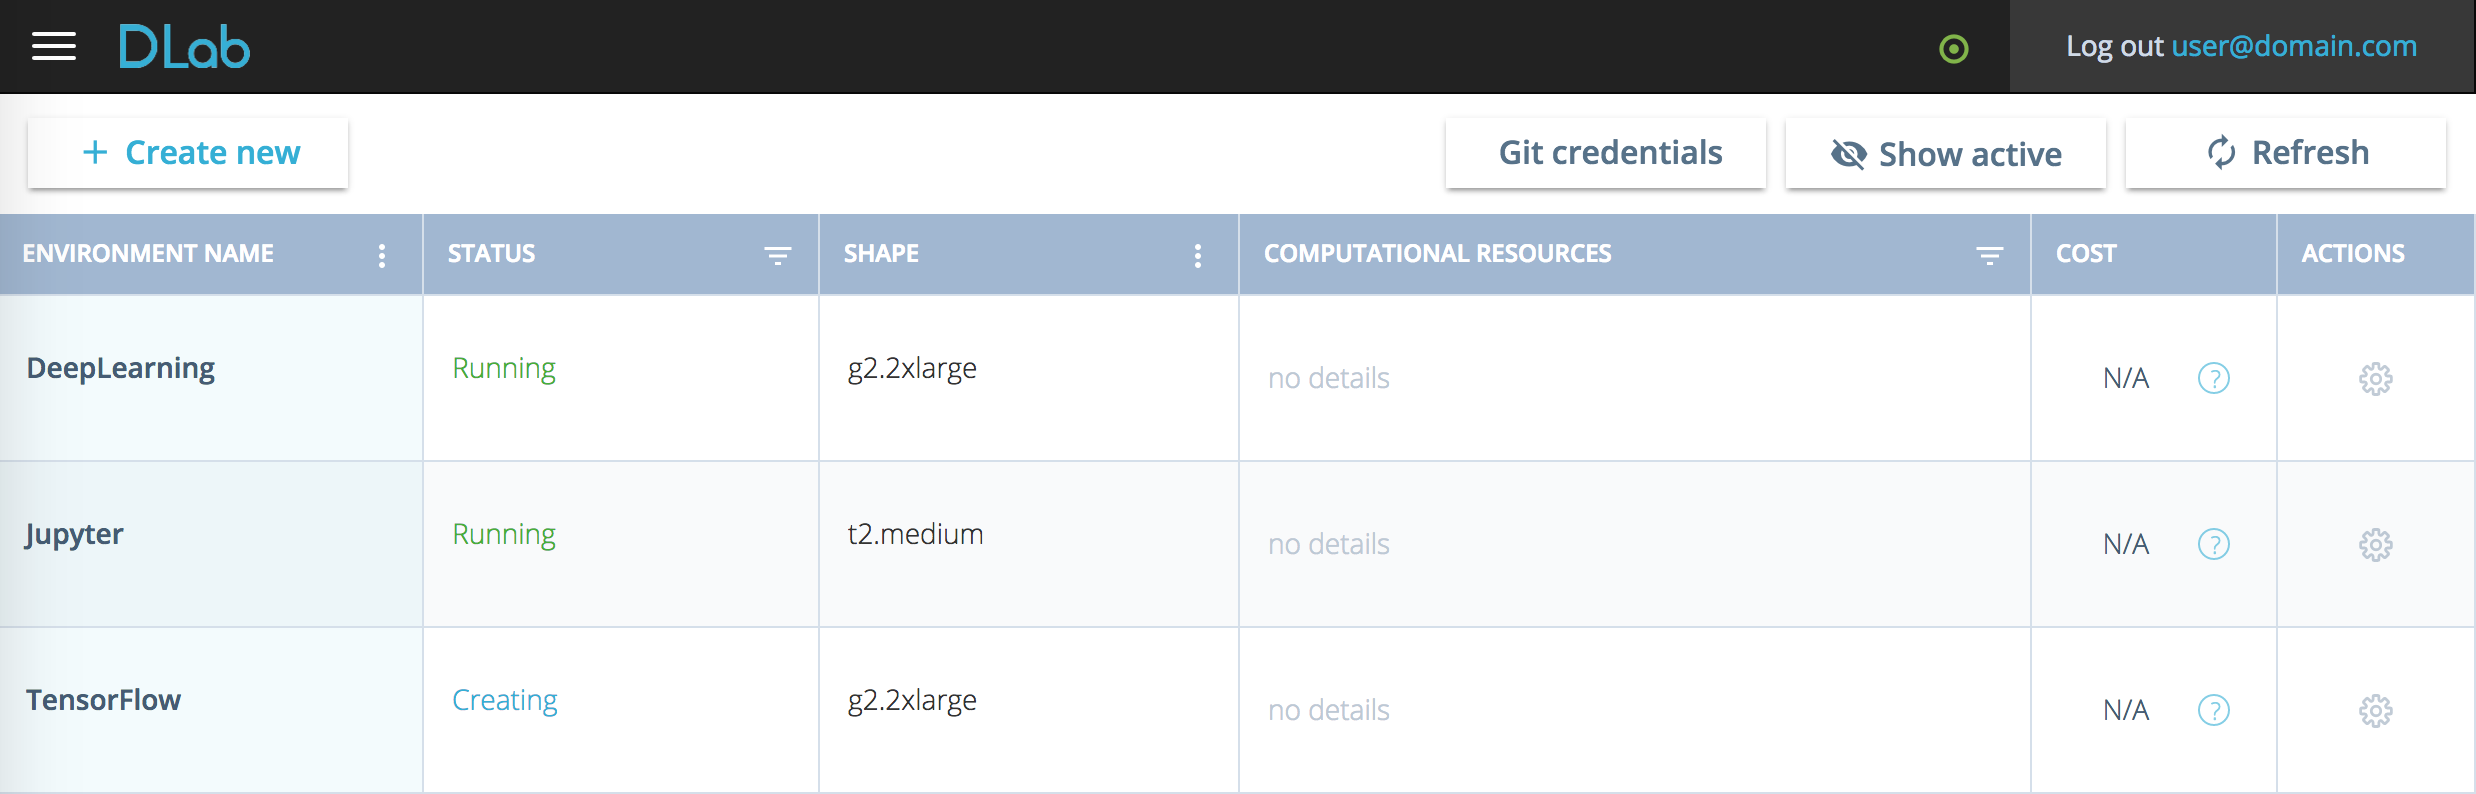 DLab
Log out user@domain.com
+ Create new
Git credentials
Show active
Refresh
ENVIRONMENT NAME STATUS SHAPE COMPUTATIONAL RESOURCES COST ACTIONS
DeepLearning Running g2.2xlarge no details N/A ?
Jupyter Running t2.medium no details N/A ?
TensorFlow Creating g2.2xlarge no details N/A ?